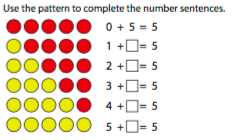 Use the pattern to complete the number sentences.
0 + 5 = 5
1 +□= 5
2 +□= 5
3 +□= 5
4 +□= 5
5 +□= 5